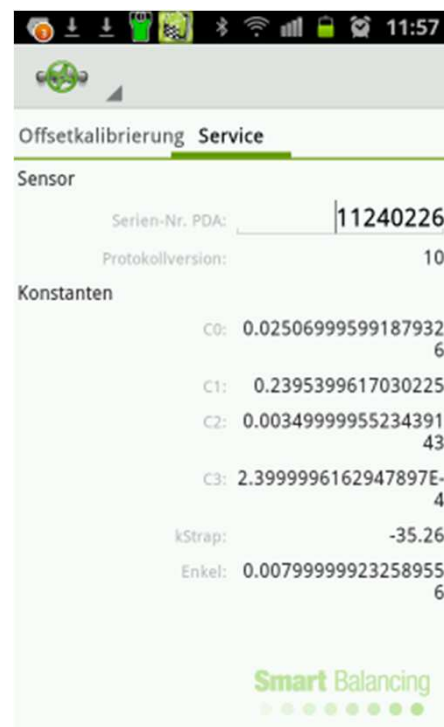 11:57
Offsetkalibrierung Service
Sensor
Serien-Nr. PDA: 11240226
Protokollversion: 10
Konstanten
C0: 0.02506999599187932
6
C1: 0.2395399617030225
C2: 0.00349999955234391
43
C3: 2.3999996162947897E-
4
kStrap: -35.26
Enkel: 0.00799999923258955
6
Smart Balancing